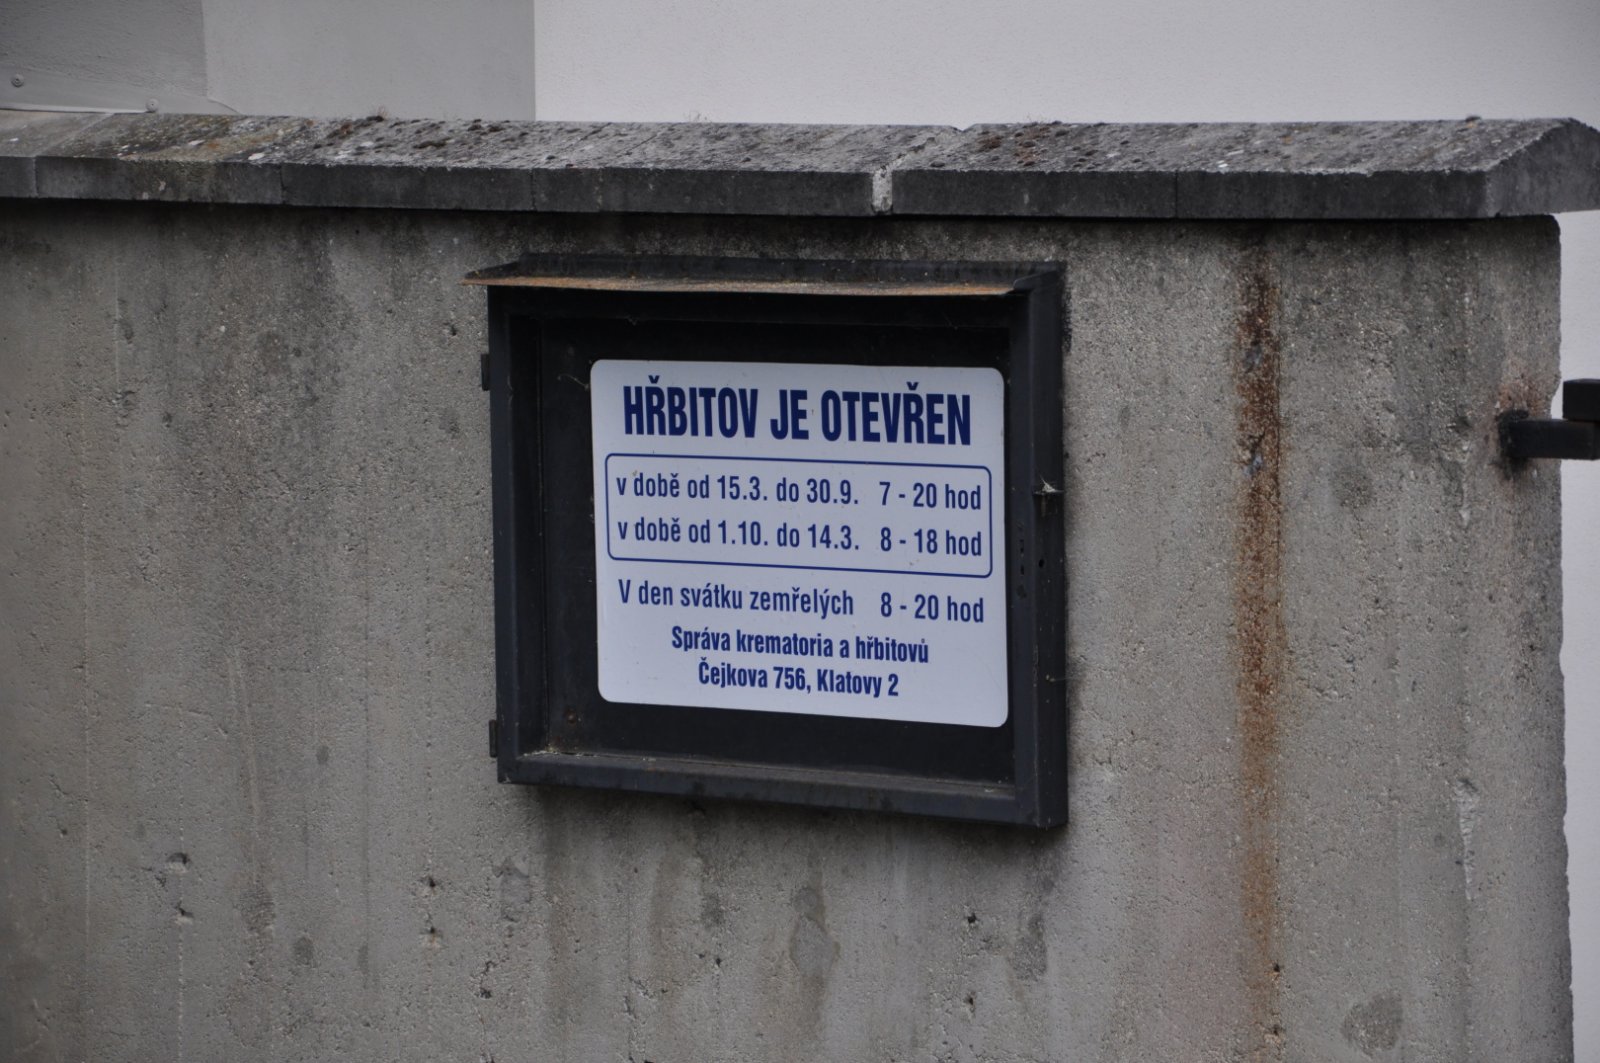 HŘBITOV JE OTEVŘEN
v době od 15.3. do 30.9. 7 - 20 hod
v době od 1.10. do 14.3. 8 - 18 hod
V den svátku zemřelých 8 - 20 hod
Správa krematoria a hřbitovů
Čejkova 756, Klatovy 2